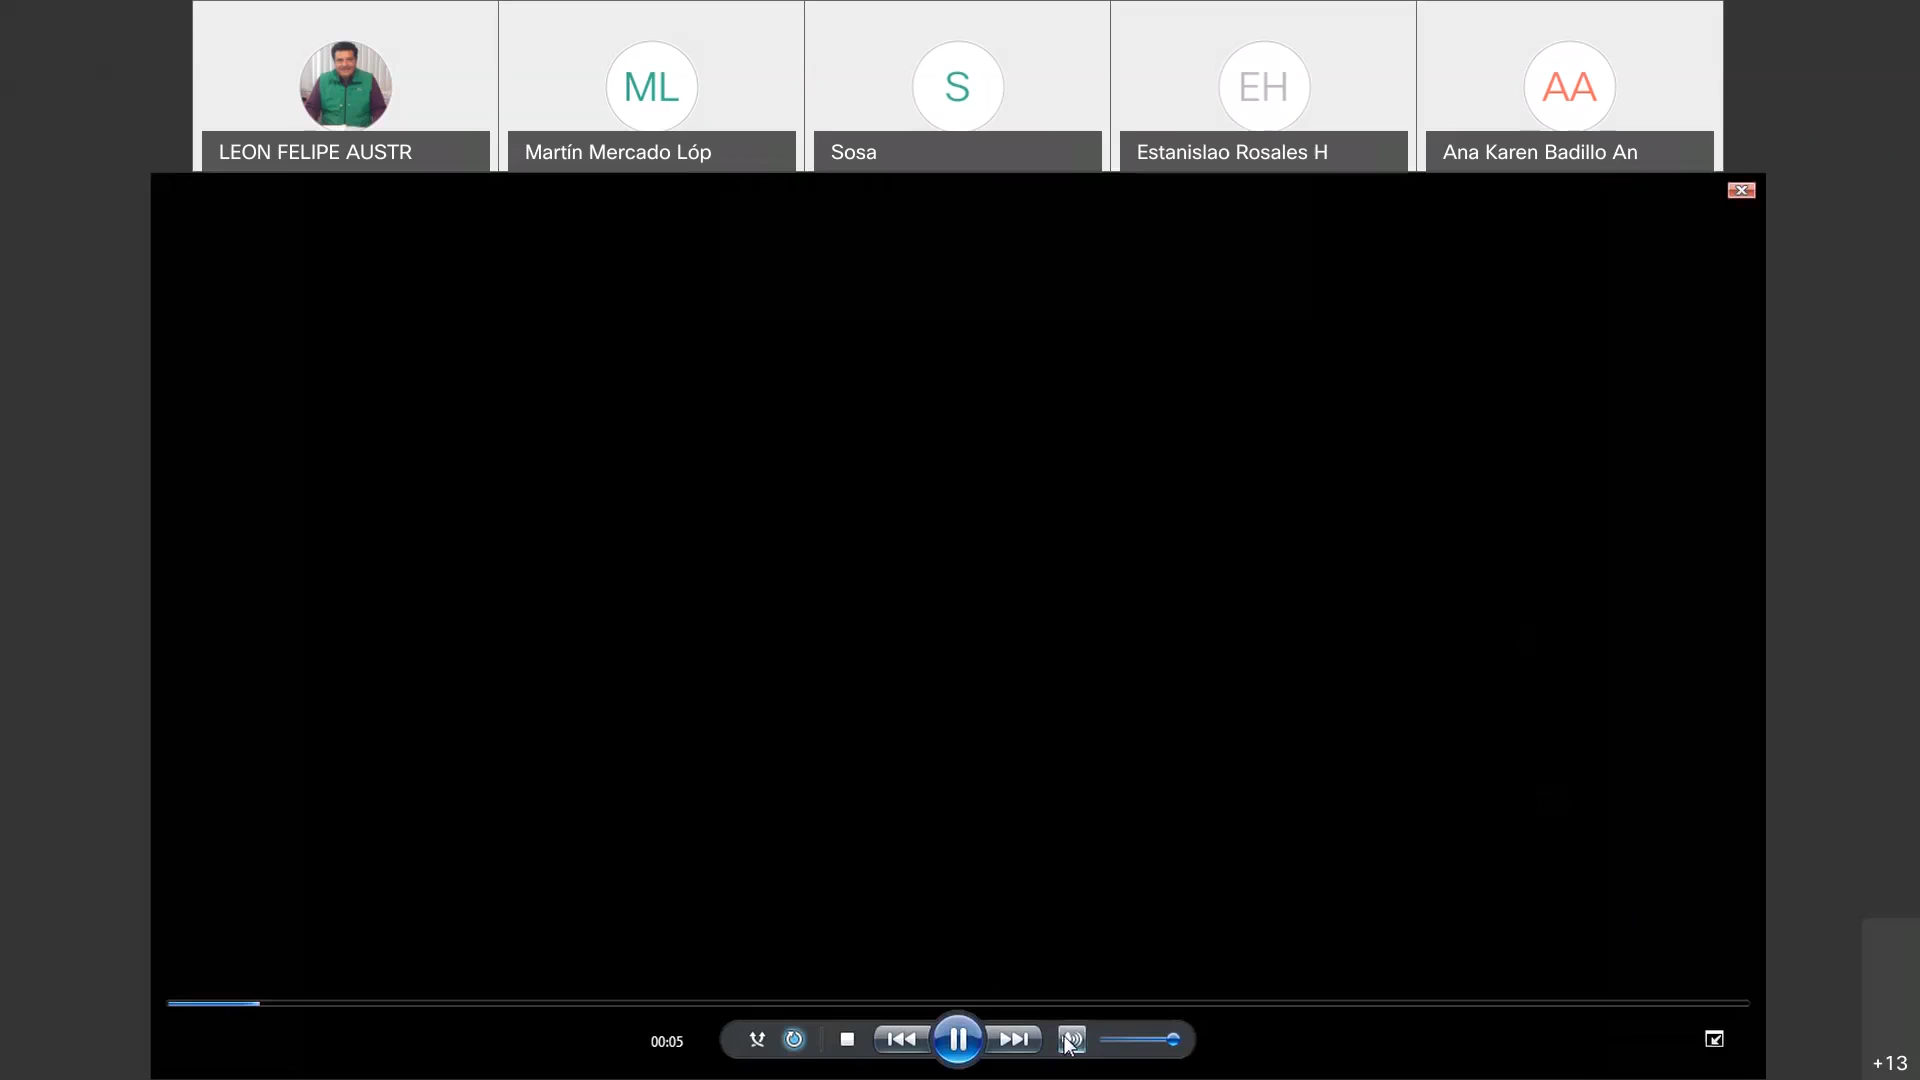 ML
S
EH
AA
LEON FELIPE AUSTR
Martín Mercado Lóp
Sosa
Estanislao Rosales H
Ana Karen Badillo An
00:05
+13